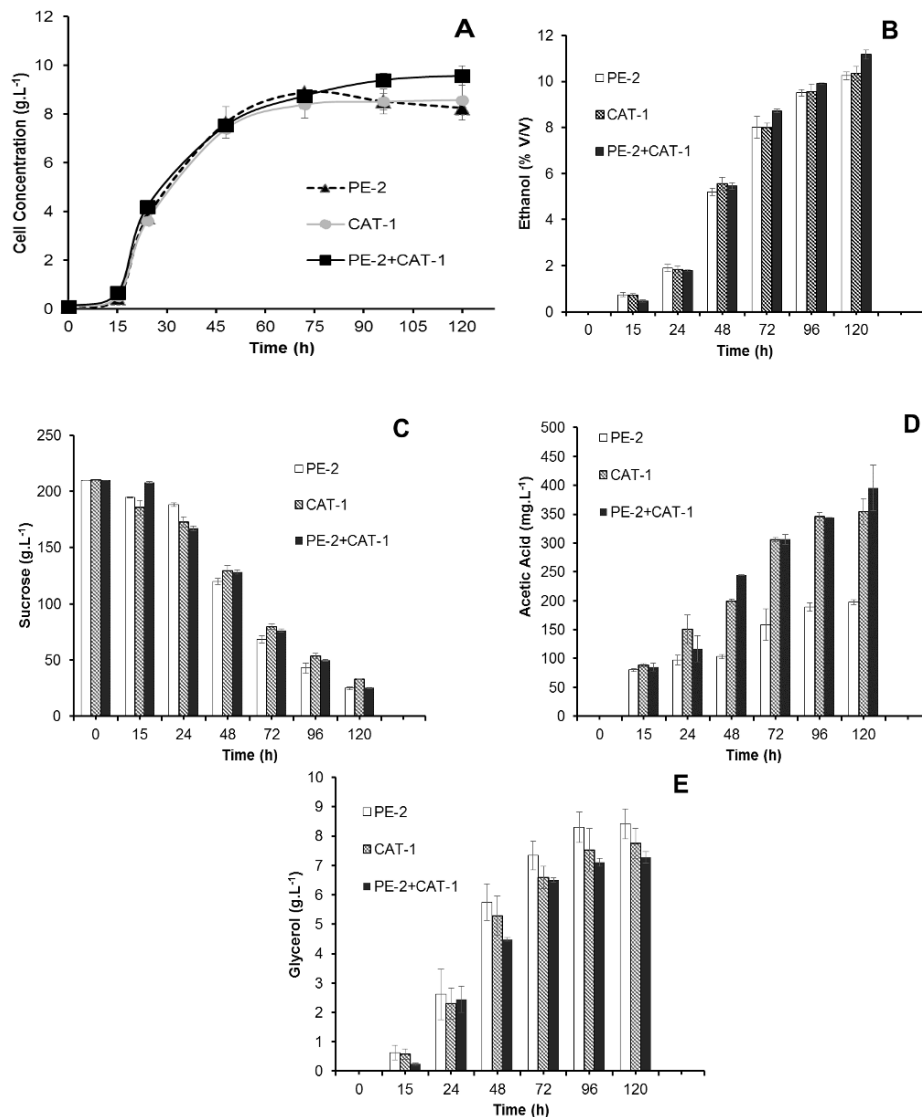 A
Cell Concentration (g.L-1)
12
10
8
6
4
2
0
PE-2
CAT-1
PE-2+CAT-1
0 15 30 45 60 75 90 105 120
Time (h)
B
Ethanol (% V/V)
12
10
8
6
4
2
0
PE-2
CAT-1
PE-2+CAT-1
0 15 24 48 72 96 120
Time (h)
C
Sucrose (g.L-1)
250
200
150
100
50
0
PE-2
CAT-1
PE-2+CAT-1
0 15 24 48 72 96 120
Time (h)
D
Acetic Acid (mg.L-1)
500
450
400
350
300
250
200
150
100
50
0
PE-2
CAT-1
PE-2+CAT-1
0 15 24 48 72 96 120
Time (h)
E
Glycerol (g.L-1)
10
9
8
7
6
5
4
3
2
1
0
PE-2
CAT-1
PE-2+CAT-1
0 15 24 48 72 96 120
Time (h)